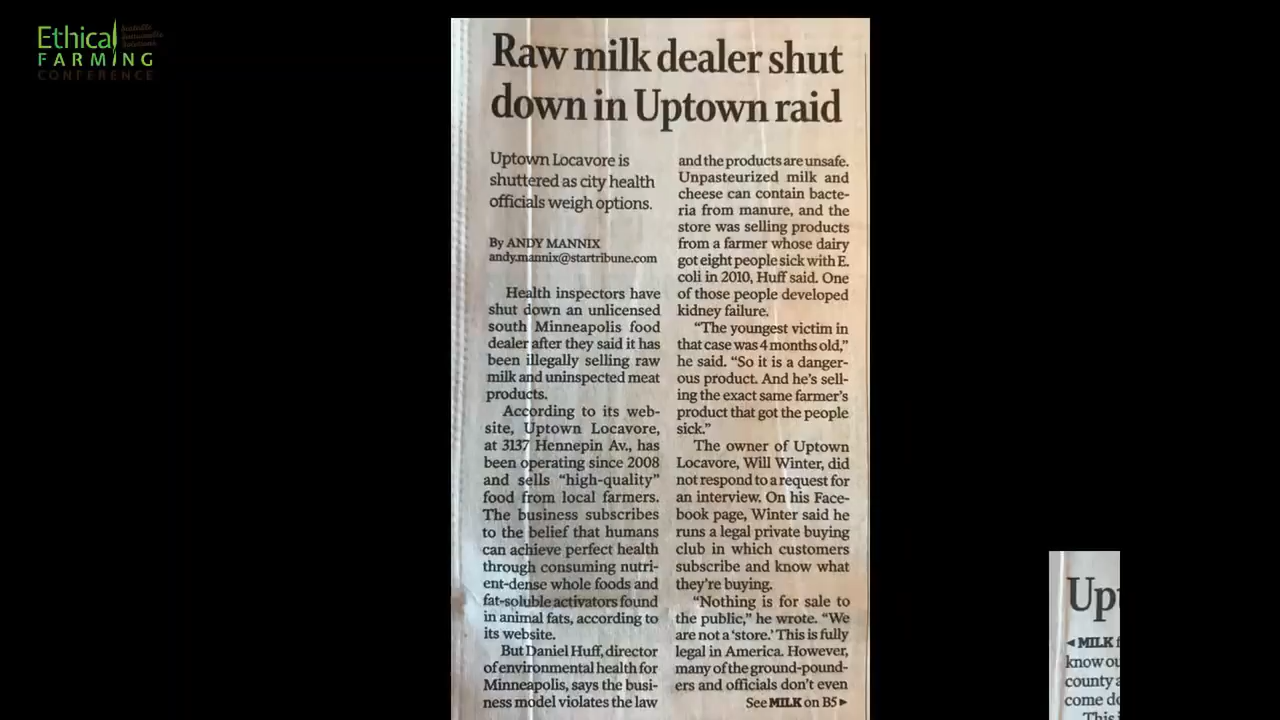 Ethical
FARMING
CONFERENCE
Raw milk dealer shut
down in Uptown raid
Uptown Locavore is
shuttered as city health
officials weigh options.
By ANDY MANNIX
andy.mannix@startribune.com
Health inspectors have
shut down an unlicensed
south Minneapolis food
dealer after they said it has
been illegally selling raw
milk and uninspected meat
products.
According to its web-
site, Uptown Locavore,
at 3137 Hennepin Av., has
been operating since 2008
and sells “high-quality”
food from local farmers.
The business subscribes
to the belief that humans
can achieve perfect health
through consuming nutri-
ent-dense whole foods and
fat-soluble activators found
in animal fats, according to
its website.
But Daniel Huff, director
of environmental health for
Minneapolis, says the busi-
ness model violates the law
and the products are unsafe.
Unpasteurized milk and
cheese can contain bacte-
ria from manure, and the
store was selling products
from a farmer whose dairy
got eight people sick with E.
coli in 2010, Huff said. One
of those people developed
kidney failure.
“The youngest victim in
that case was 4 months old,”
he said. “So it is a danger-
ous product. And he’s sell-
ing the exact same farmer’s
product that got the people
sick.”
The owner of Uptown
Locavore, Will Winter, did
not respond to a request for
an interview. On his Face-
book page, Winter said he
runs a legal private buying
club in which customers
subscribe and know what
they’re buying.
“Nothing is for sale to
the public,” he wrote. “We
are not a ‘store.’ This is fully
legal in America. However,
many of the ground-pound-
ers and officials don’t even
See MILK on B5►
Up
◄MILK f
know ou
county a
come do
This i